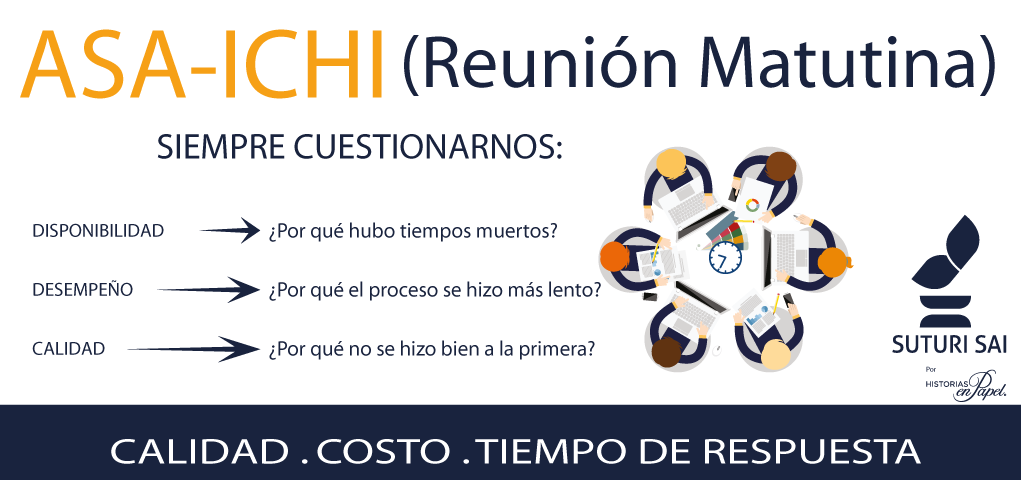 ASA-ICHI (Reunión Matutina)
SIEMPRE CUESTIONARNOS:
DISPONIBILIDAD ¿Por qué hubo tiempos muertos?
DESEMPEÑO ¿Por qué el proceso se hizo más lento?
CALIDAD ¿Por qué no se hizo bien a la primera?
SUTURI SAI
Por
HISTORIAS
en Papel.
CALIDAD . COSTO . TIEMPO DE RESPUESTA